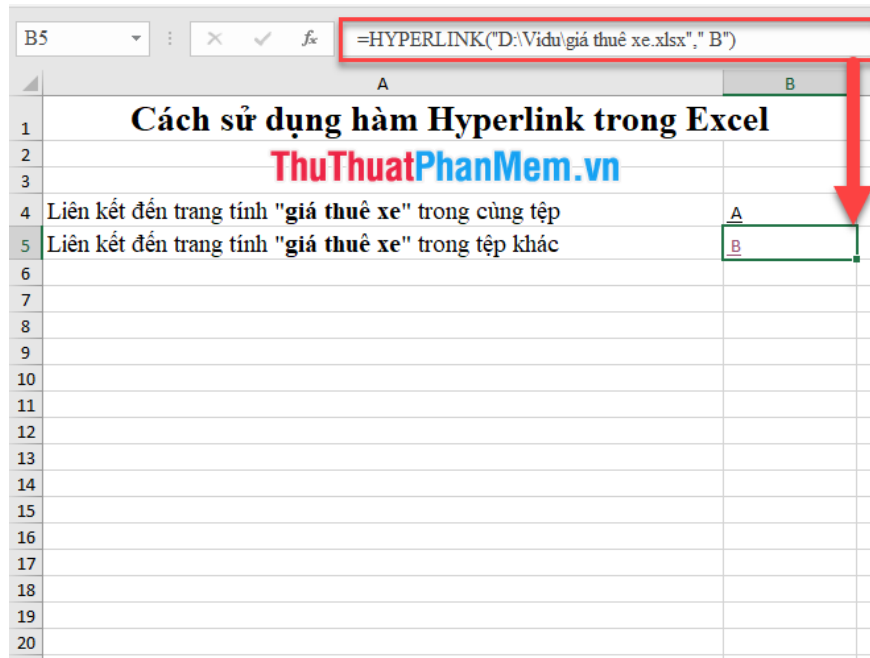 B5 fx =HYPERLINK("D:\Vidu\giá thuê xe.xlsx"," B")
A B
1 Cách sử dụng hàm Hyperlink trong Excel
2
ThuThuatPhanMem.vn
3
4 Liên kết đến trang tính "giá thuê xe" trong cùng tệp A
5 Liên kết đến trang tính "giá thuê xe" trong tệp khác B
6
7
8
9
10
11
12
13
14
15
16
17
18
19
20